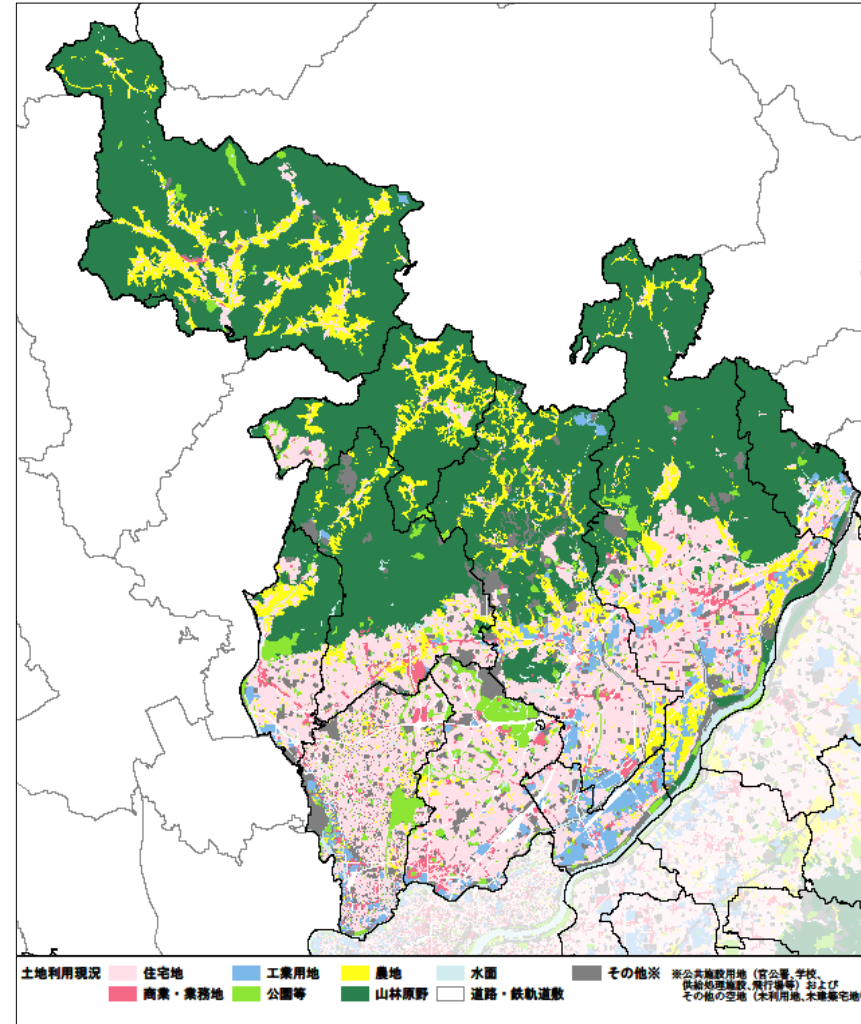 土地利用現況
住宅地
工業用地
農地
水面
その他※
商業・業務地
公園等
山林原野
道路・鉄軌道敷
※公共施設用地（官公署、学校、
供給処理施設、飛行場等）および
その他の空地（未利用地、未建築宅地